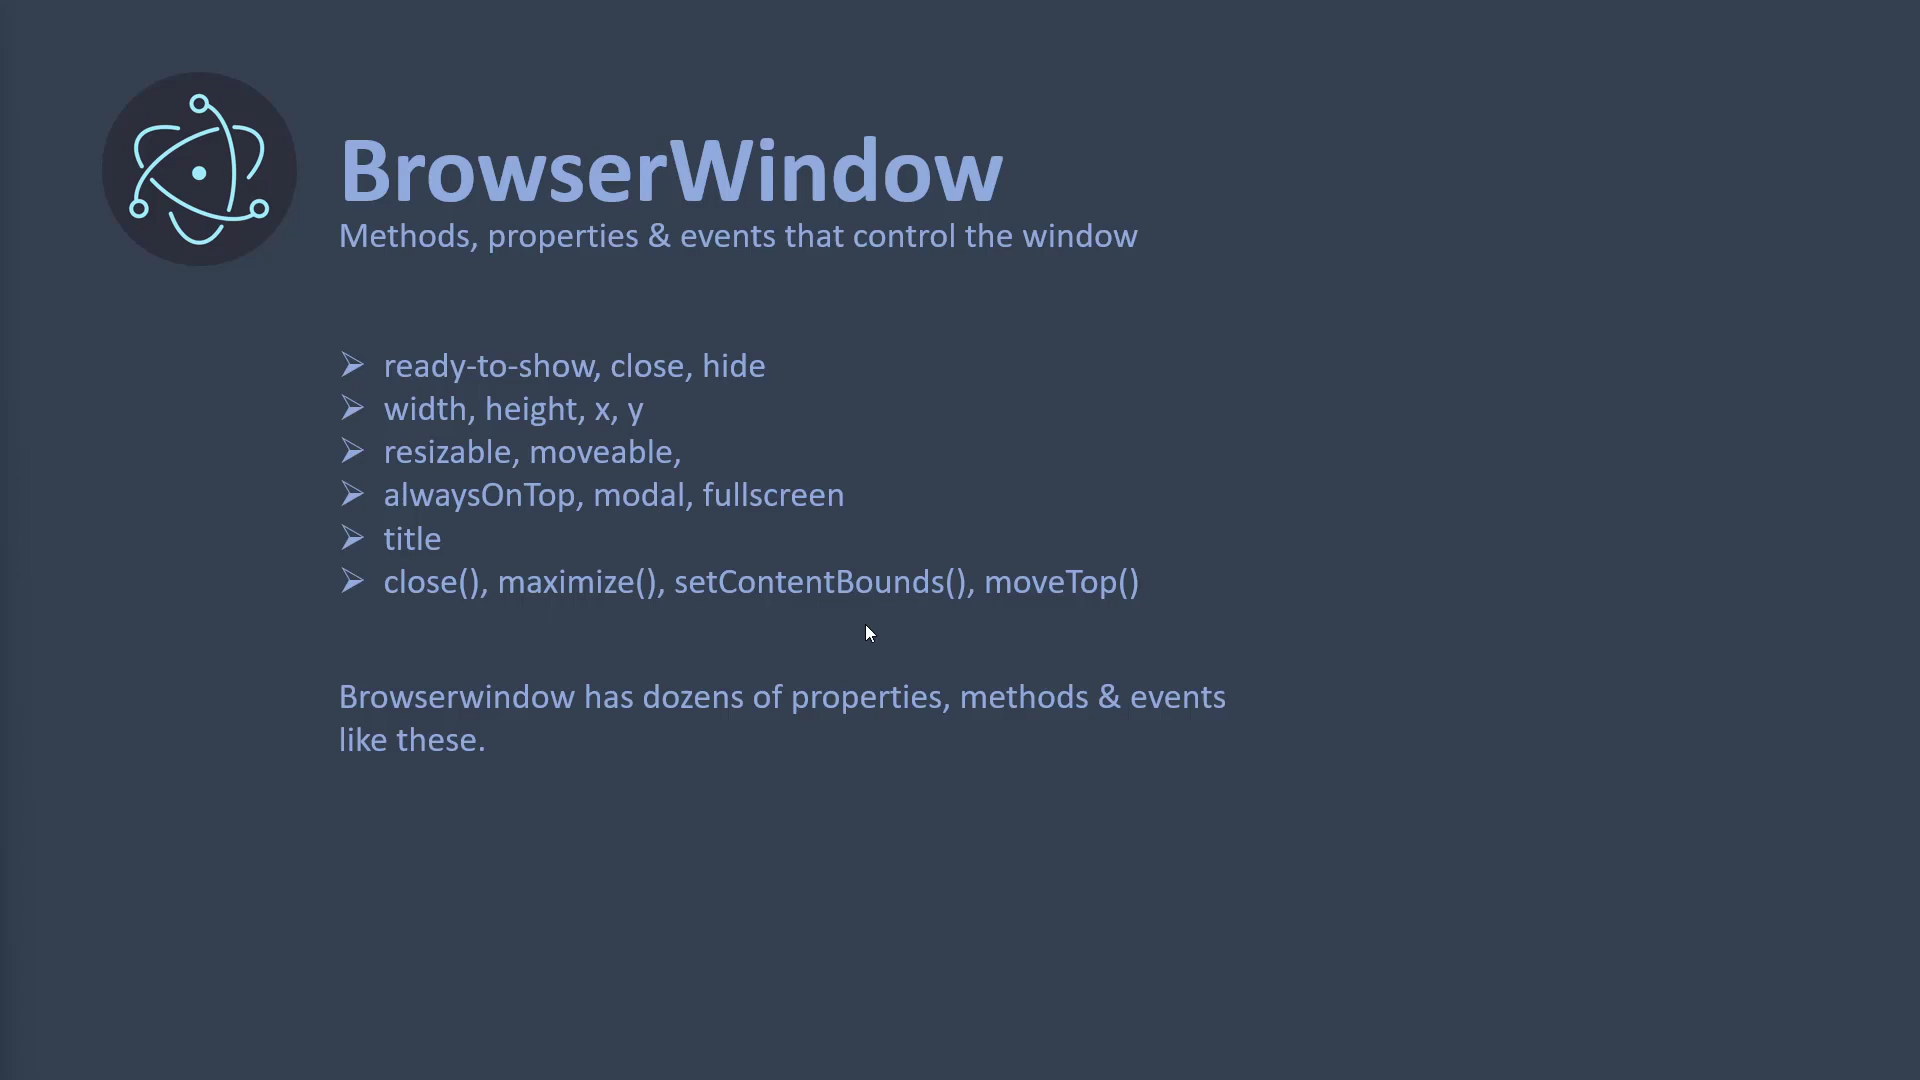 BrowserWindow
Methods, properties & events that control the window
➢ ready-to-show, close, hide
➢ width, height, x, y
➢ resizable, moveable,
➢ alwaysOnTop, modal, fullscreen
➢ title
➢ close(), maximize(), setContentBounds(), moveTop()
Browserwindow has dozens of properties, methods & events
like these.